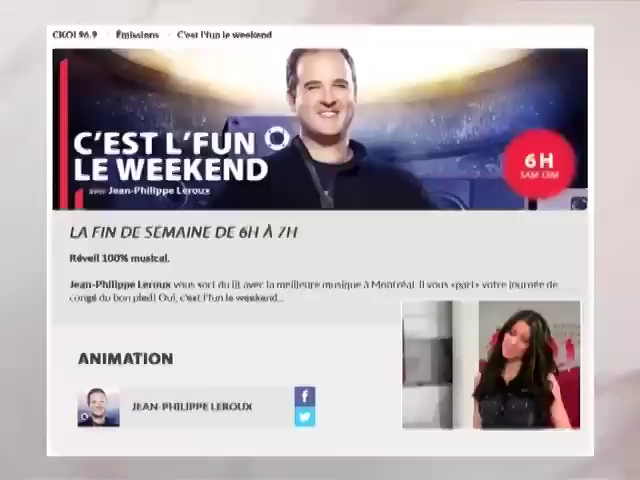 CKOI 96.9 Émissions C'est l'fun le weekend
C'EST L'FUN
LE WEEKEND
avec Jean-Philippe Leroux
6H
SAM-DIM
LA FIN DE SEMAINE DE 6H À 7H
Réveil 100% musical.
Jean-Philippe Leroux vous sort du lit avec la meilleure musique à Montréal. Il vous «part» votre journée de
congé du bon pied! Oui, c'est l'fun le weekend...
ANIMATION
JEAN-PHILIPPE LEROUX